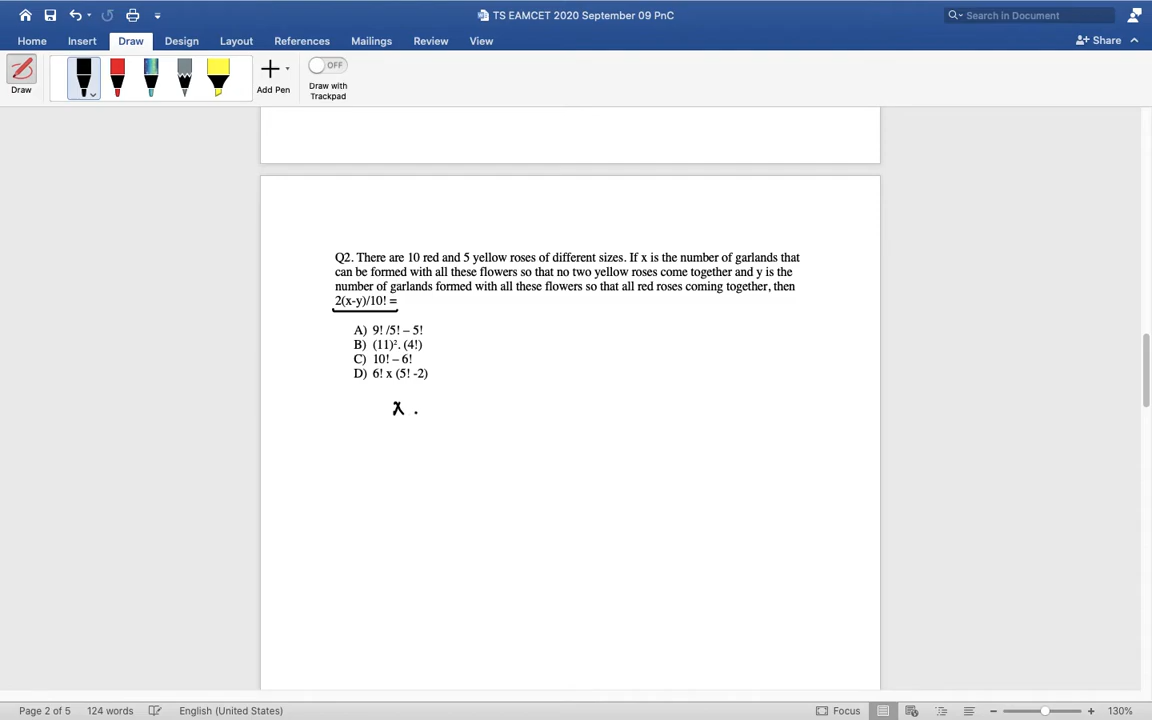 TS EAMCET 2020 September 09 PnC
Search in Document
Home Insert Draw Design Layout References Mailings Review View
Share
OFF
Draw
Add Pen
Draw with
Trackpad
Q2. There are 10 red and 5 yellow roses of different sizes. If x is the number of garlands that
can be formed with all these flowers so that no two yellow roses come together and y is the
number of garlands formed with all these flowers so that all red roses coming together, then
2(x-y)/10! =
A) 9! /5! – 5!
B) (11)². (4!)
C) 10! – 6!
D) 6! x (5! -2)
x .
Page 2 of 5 124 words English (United States) Focus 130%